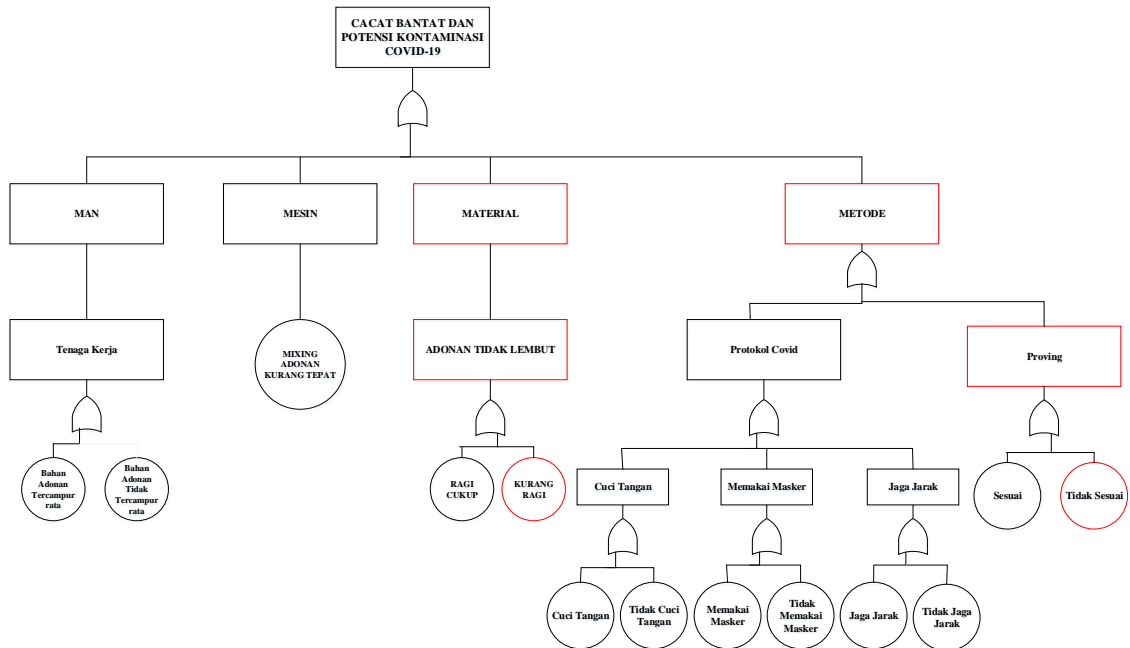 CACAT BANTAT DAN
POTENSI KONTAMINASI
COVID-19
MAN
MESIN
MATERIAL
METODE
Tenaga Kerja
MIXING
ADONAN
KURANG TEPAT
ADONAN TIDAK LEMBUT
Protokol Covid
Proving
Bahan
Adonan
Tercampur
rata
Bahan
Adonan
Tidak
Tercampur
rata
RAGI
CUKUP
KURANG
RAGI
Cuci Tangan
Memakai Masker
Jaga Jarak
Sesuai
Tidak Sesuai
Cuci Tangan
Tidak Cuci
Tangan
Memakai
Masker
Tidak
Memakai
Masker
Jaga Jarak
Tidak Jaga
Jarak